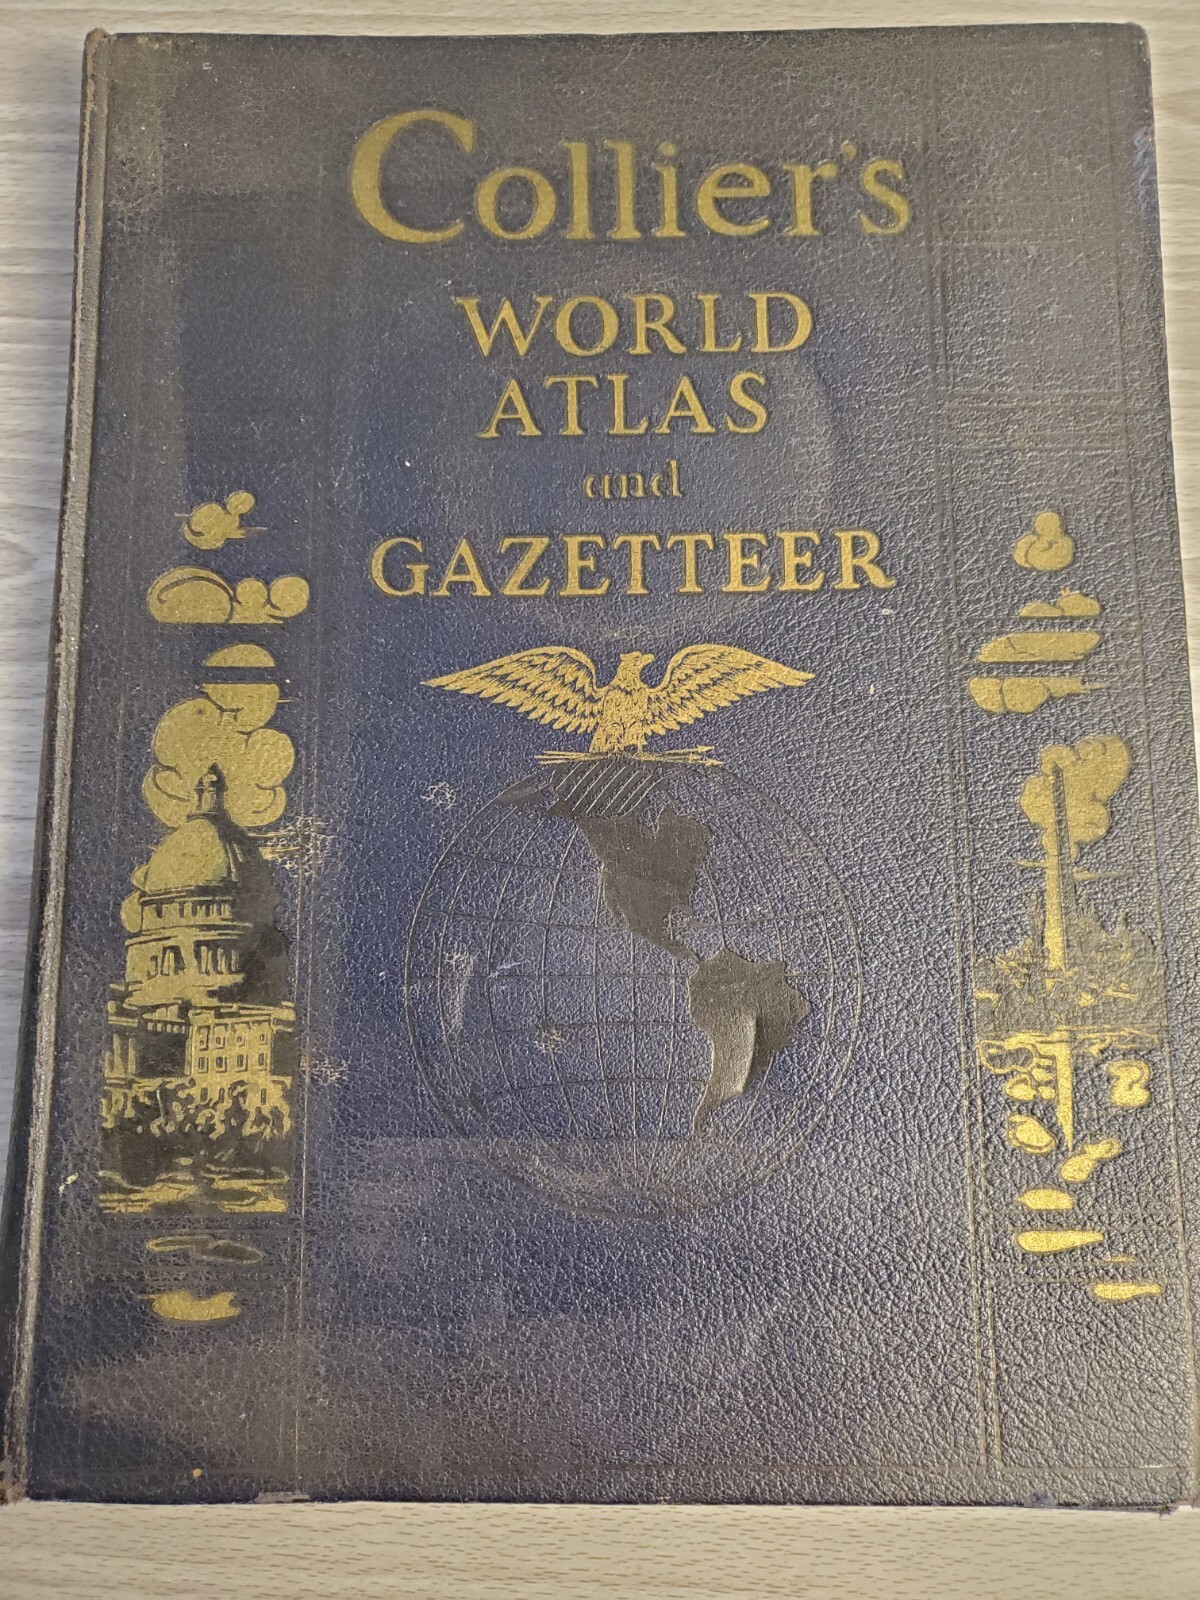 Collier's
WORLD
ATLAS
and
GAZETTEER